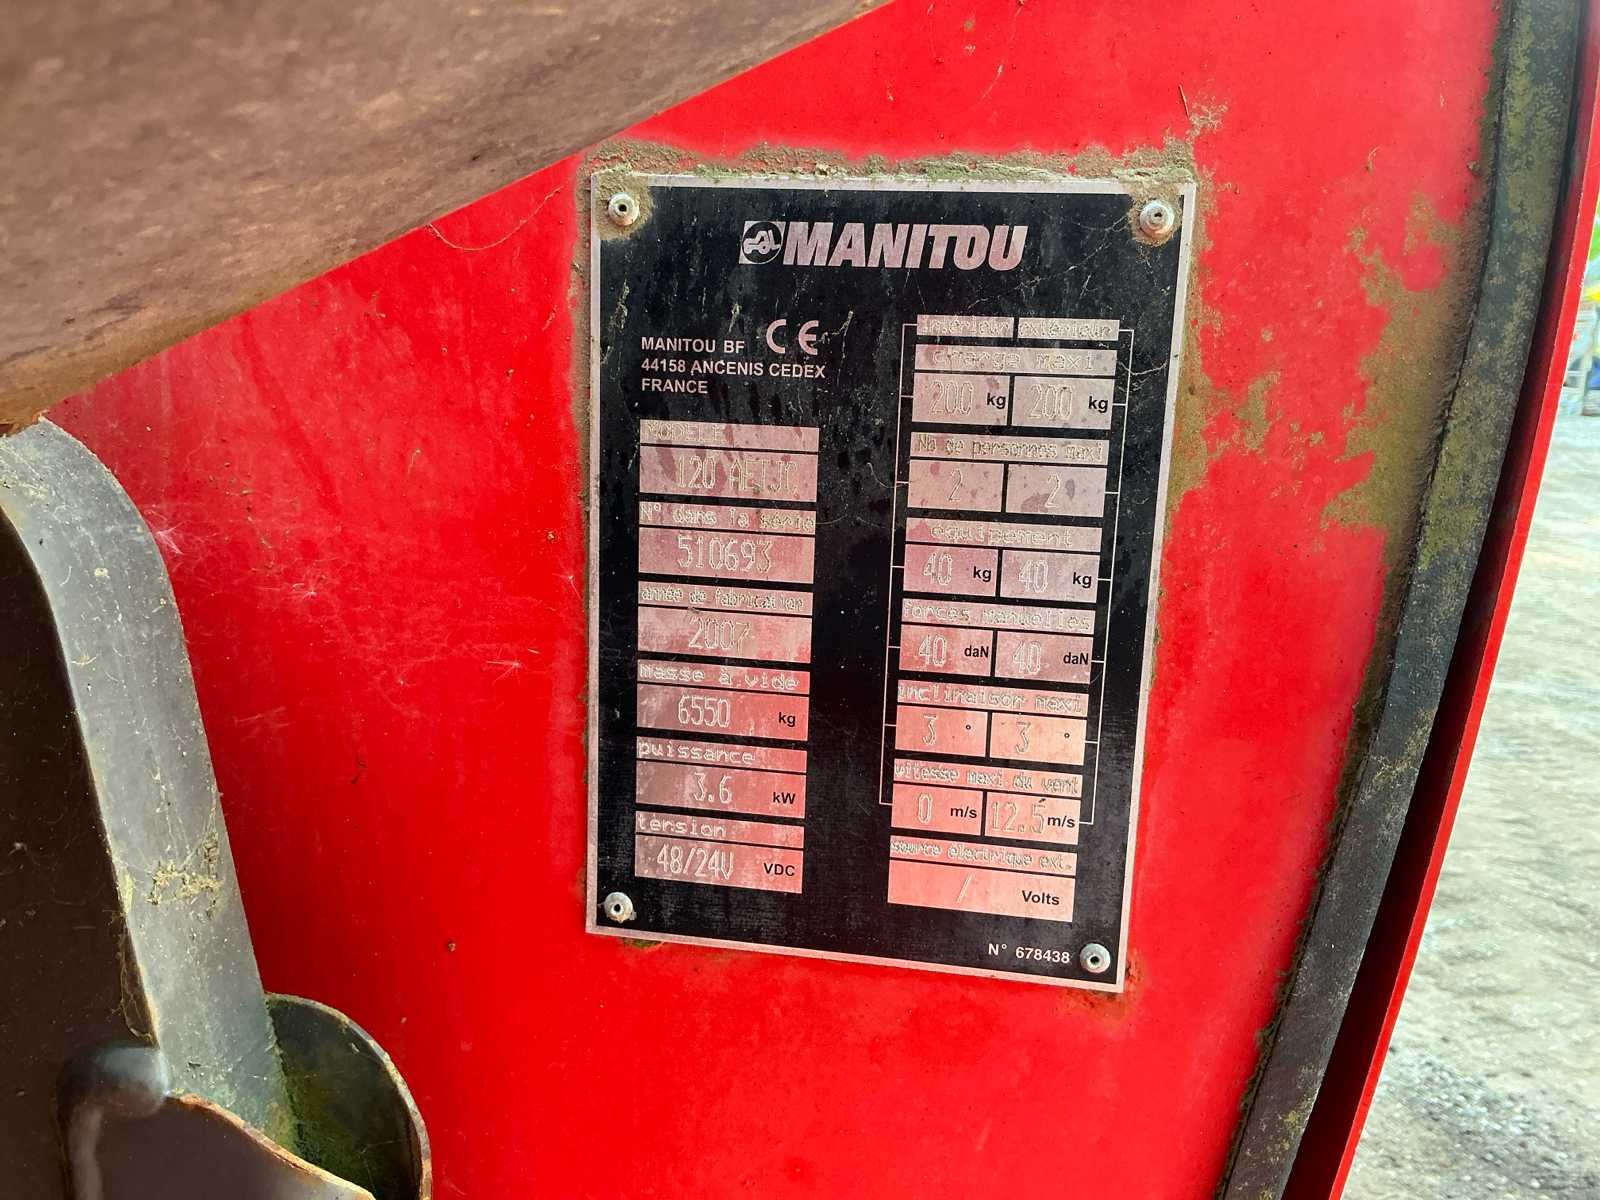 MANITOU
CE
MANITOU BF
44158 ANCENIS CEDEX
FRANCE
MODELE
120 AETJC
N° dans la série
510693
année de fabrication
2007
masse à vide
6550 kg
puissance
3.6 kW
tension
48/24V VDC
intérieur extérieur
charge maxi
200 kg 200 kg
Nb de personnes maxi
2 2
equipement
40 kg 40 kg
forces manuelles
40 daN 40 daN
inclinaison maxi
3 ° 3 °
vitesse maxi du vent
0 m/s 12.5 m/s
source électrique ext.
/ Volts
N° 678438